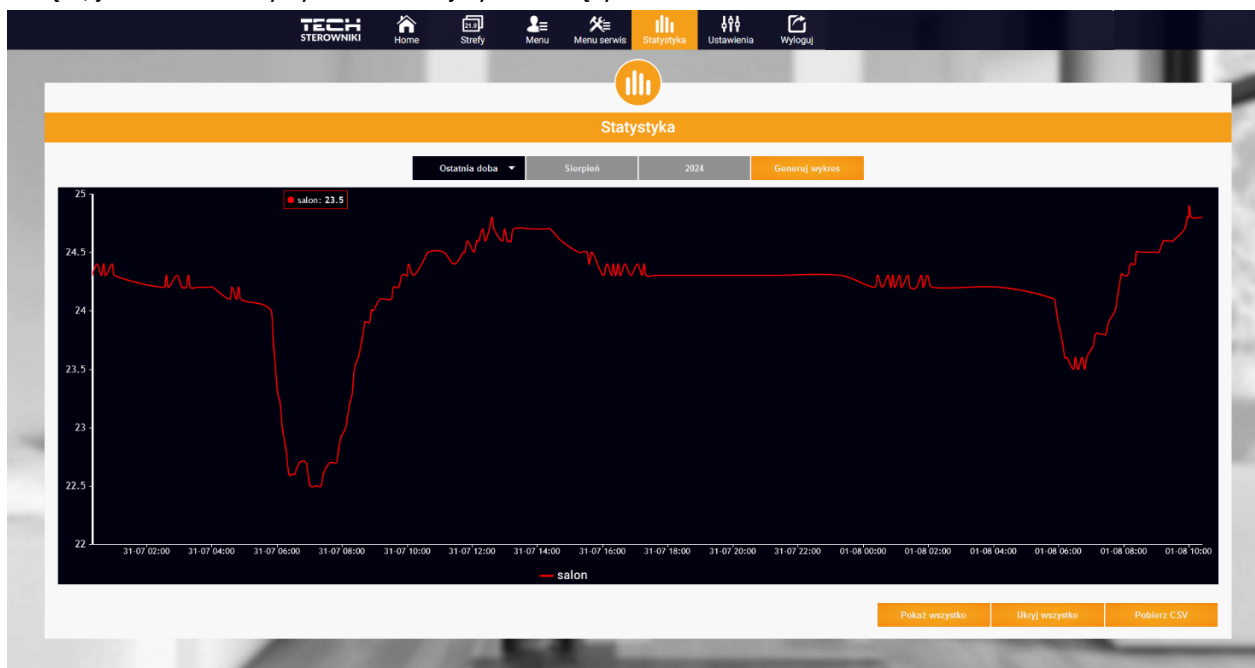 TECH
STEROWNIKI
Home
21.0
Strefy
Menu
Menu serwis
Statystyka
Ustawienia
Wyloguj
Statystyka
Ostatnia doba
Sierpień
2024
Generuj wykres
salon: 23.5
25
24.5
24
23.5
23
22.5
22
31-07 02:00 31-07 04:00 31-07 06:00 31-07 08:00 31-07 10:00 31-07 12:00 31-07 14:00 31-07 16:00 31-07 18:00 31-07 20:00 31-07 22:00 01-08 00:00 01-08 02:00 01-08 04:00 01-08 06:00 01-08 08:00 01-08 10:00
salon
Pokaż wszystko
Ukryj wszystko
Pobierz CSV